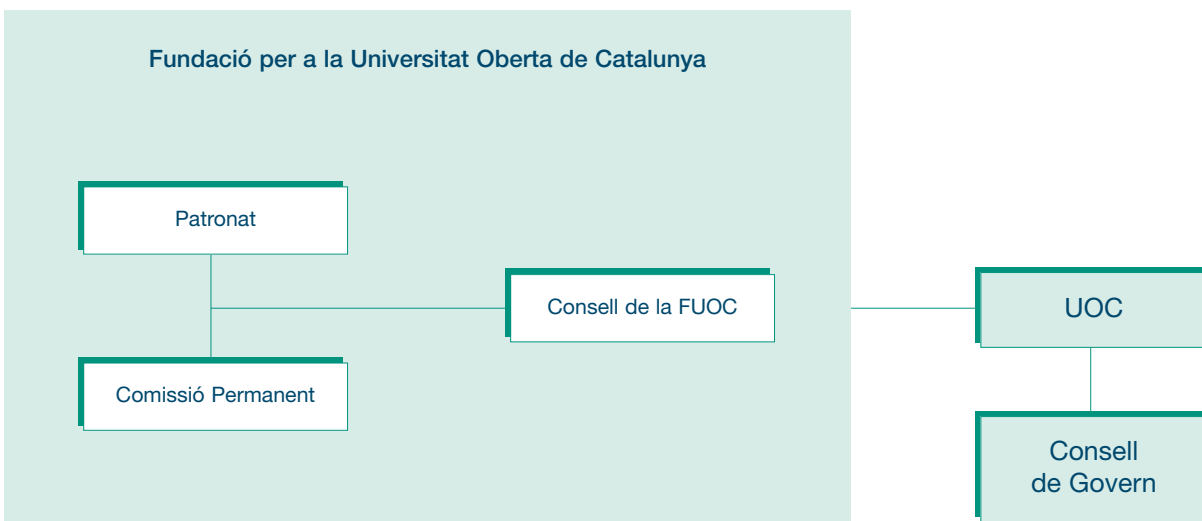 Fundació per a la Universitat Oberta de Catalunya
Patronat
Consell de la FUOC
UOC
Comissió Permanent
Consell
de Govern